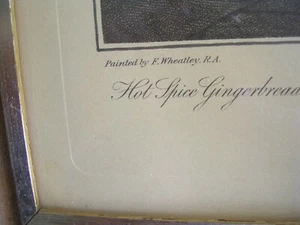 Painted by F. Wheatley, R.A.
Hot Spice Gingerbread